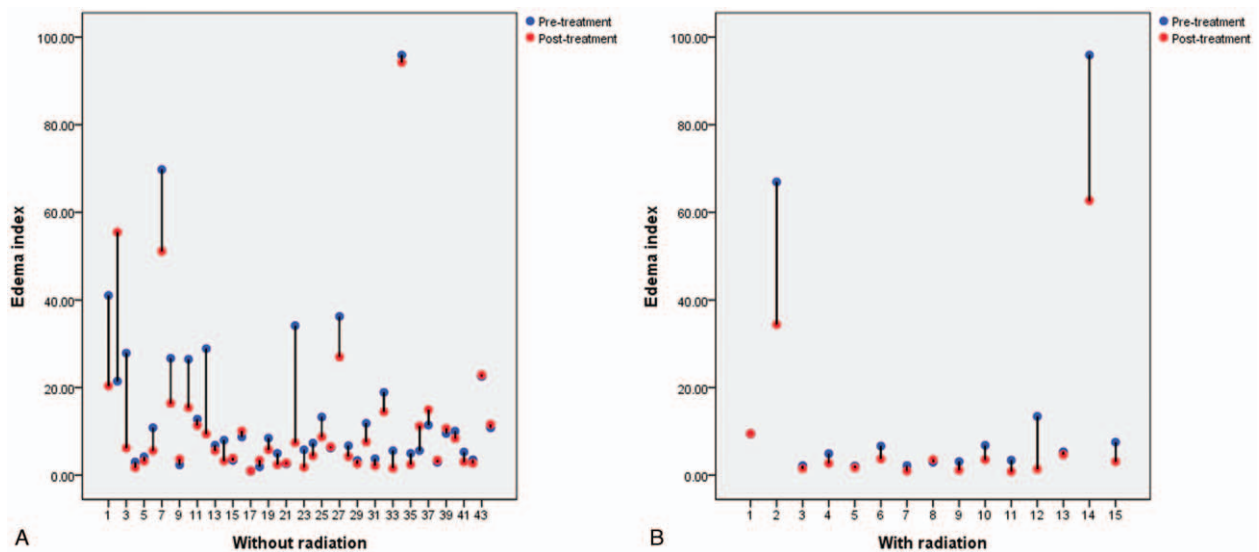 Pre-treatment
Post-treatment
100.00
80.00
60.00
40.00
20.00
0.00
Edema index
1 3 5 7 9 11 13 15 17 19 21 23 25 27 29 31 33 35 37 39 41 43
A
Without radiation
Pre-treatment
Post-treatment
100.00
80.00
60.00
40.00
20.00
0.00
Edema index
1 2 3 4 5 6 7 8 9 10 11 12 13 14 15
B
With radiation